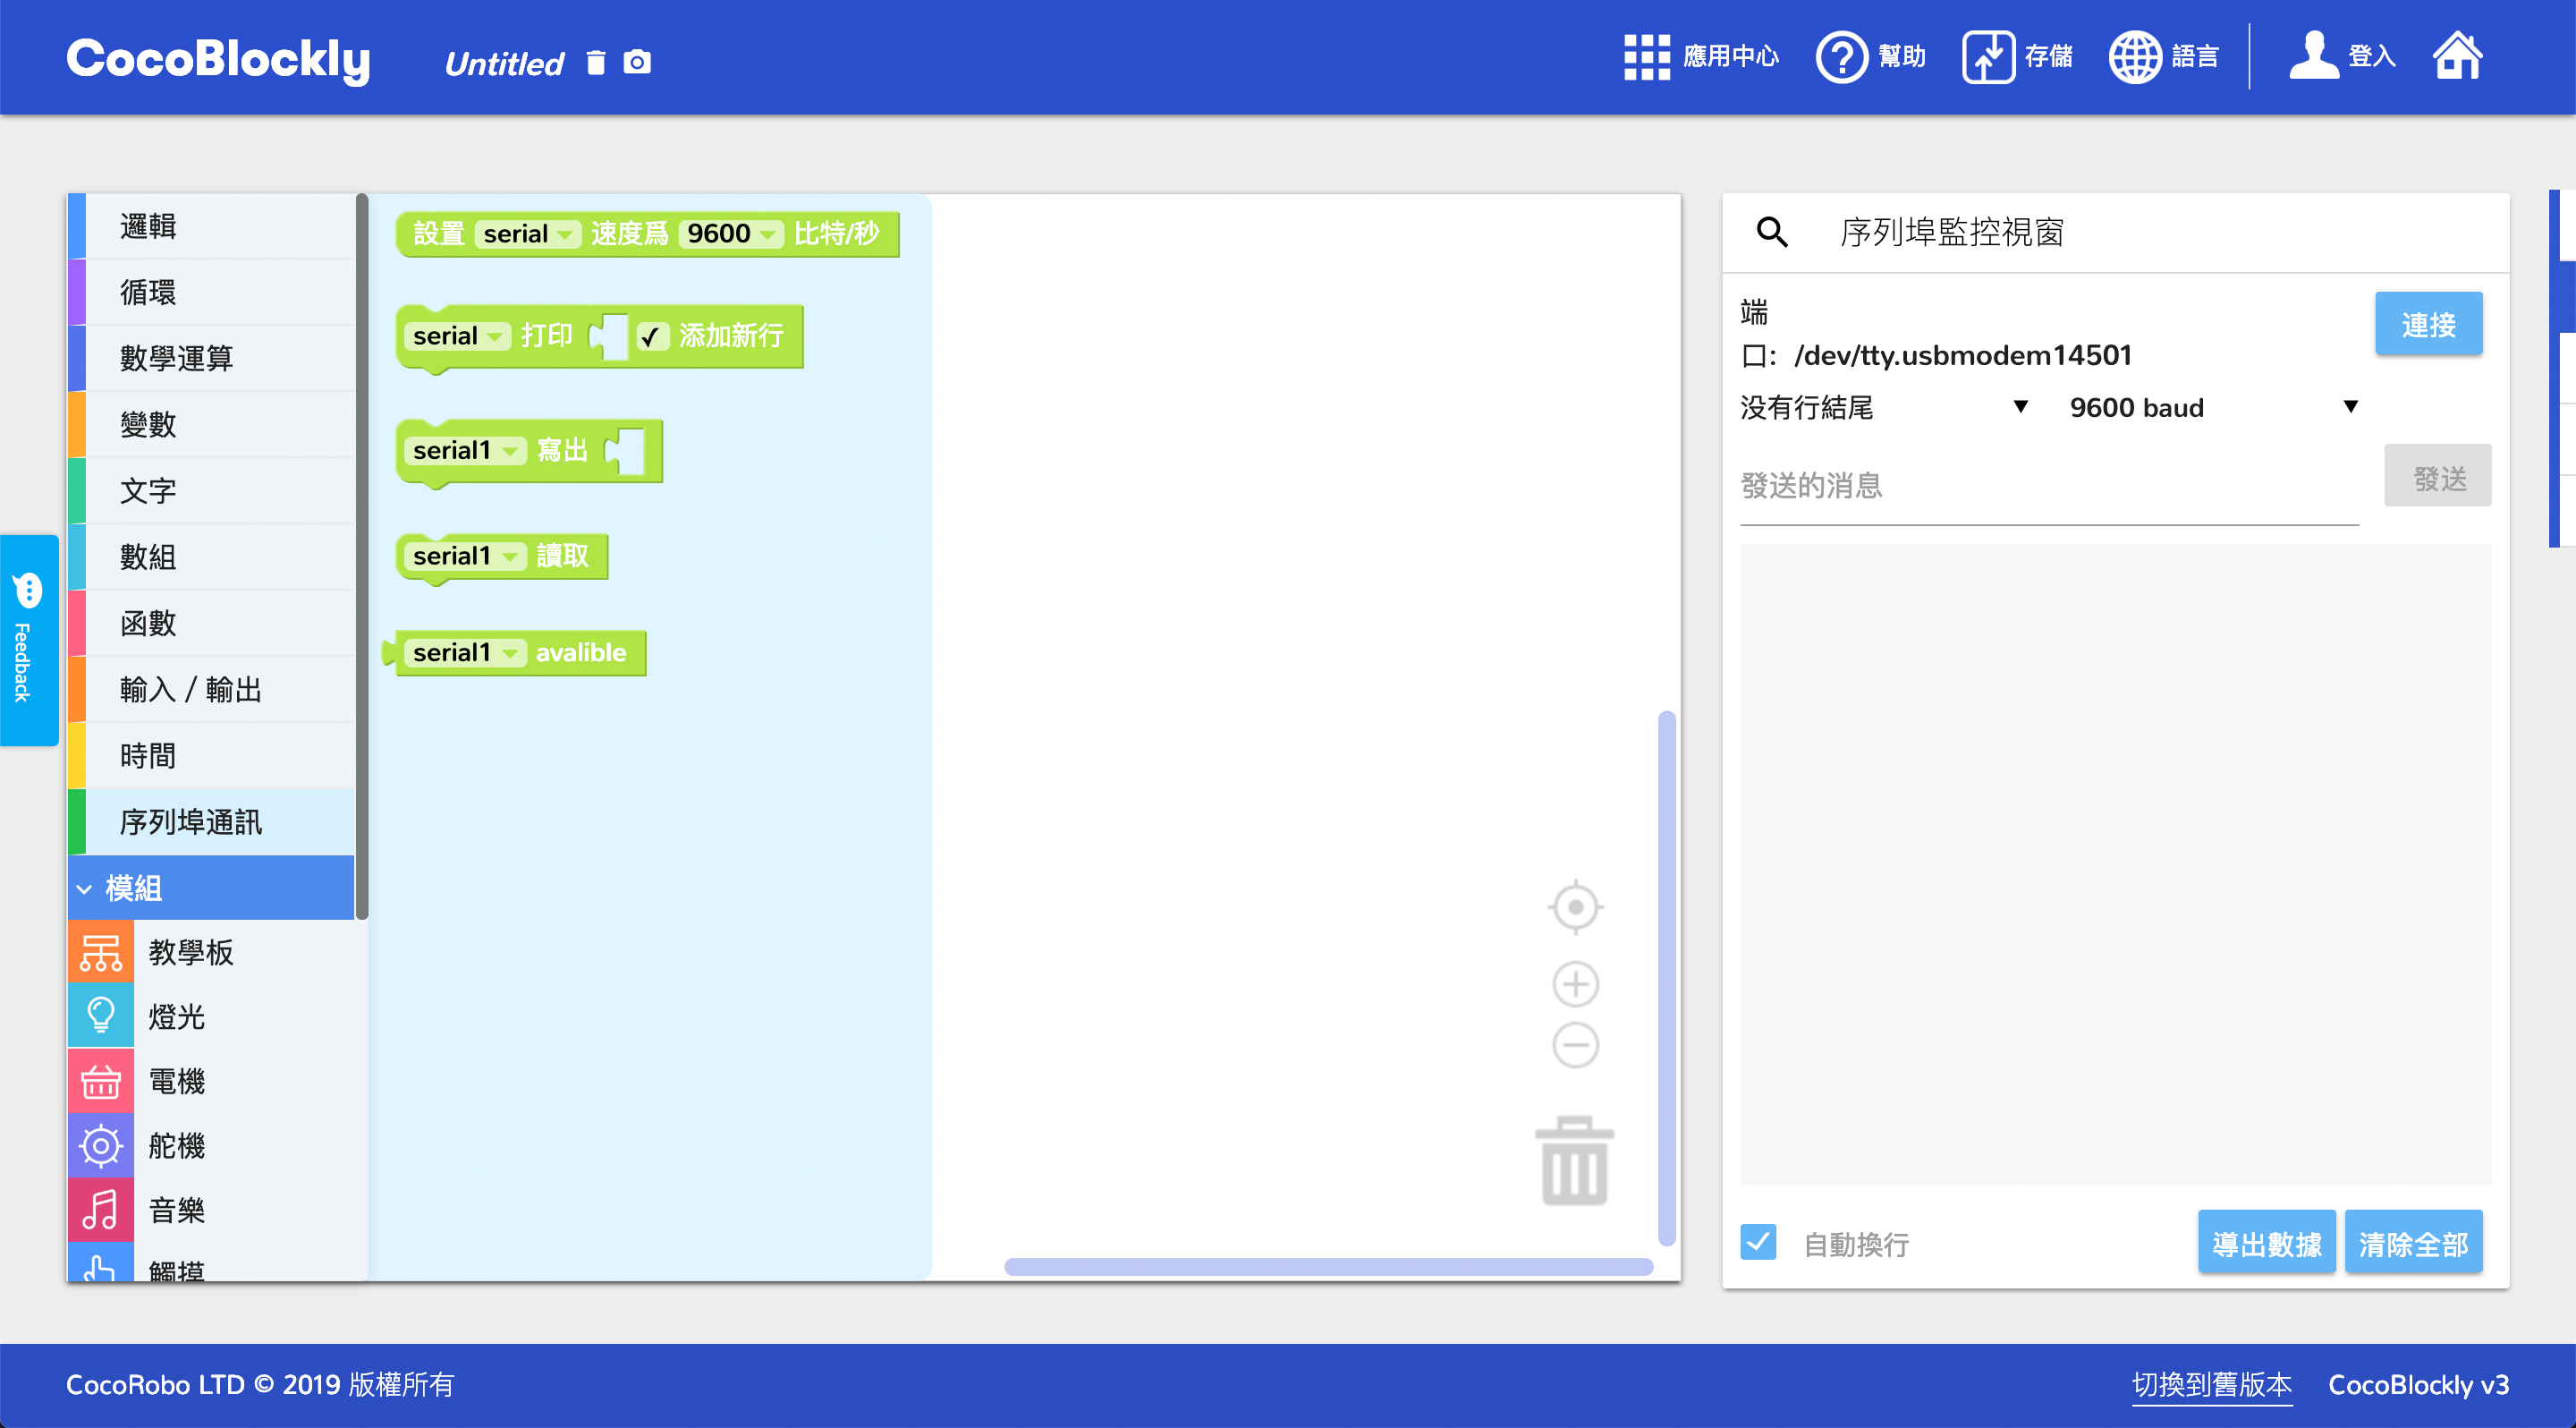 CocoBlockly
Untitled
應用中心
幫助
存儲
語言
登入
Feedback
邏輯
循環
數學運算
變數
文字
數組
函數
輸入 / 輸出
時間
序列埠通訊
模組
教學板
燈光
電機
舵機
音樂
觸摸
設置 serial 速度爲 9600 比特/秒
serial 打印 ✓ 添加新行
serial1 寫出
serial1 讀取
serial1 avalible
序列埠監控視窗
端
口: /dev/tty.usbmodem14501
連接
没有行結尾 9600 baud
發送的消息
發送
自動換行
導出數據
清除全部
CocoRobo LTD © 2019 版權所有
切換到舊版本
CocoBlockly v3